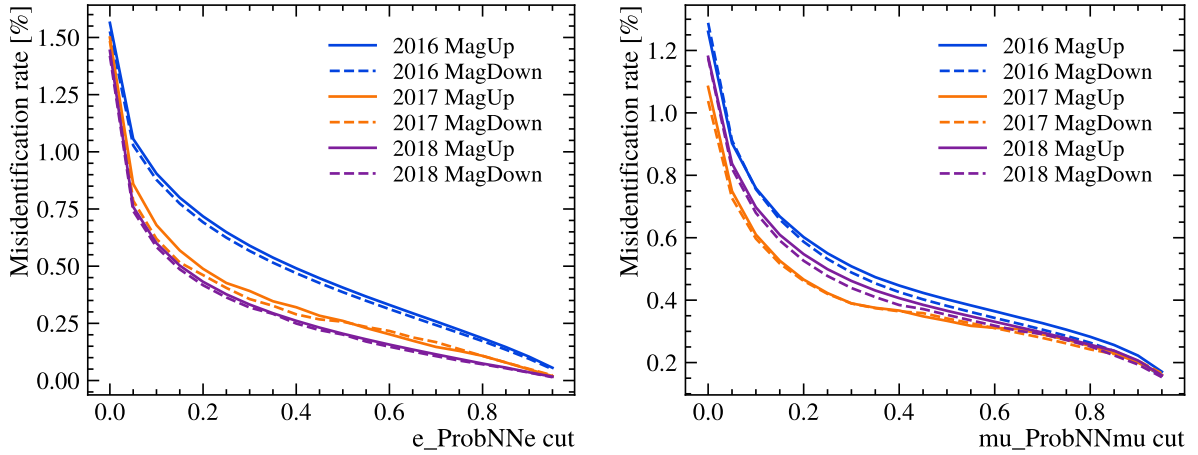 Misidentification rate [%]
1.50
1.25
1.00
0.75
0.50
0.25
0.00
2016 MagUp
2016 MagDown
2017 MagUp
2017 MagDown
2018 MagUp
2018 MagDown
0.0 0.2 0.4 0.6 0.8
e_ProbNNe cut
Misidentification rate [%]
1.2
1.0
0.8
0.6
0.4
0.2
2016 MagUp
2016 MagDown
2017 MagUp
2017 MagDown
2018 MagUp
2018 MagDown
0.0 0.2 0.4 0.6 0.8
mu_ProbNNmu cut